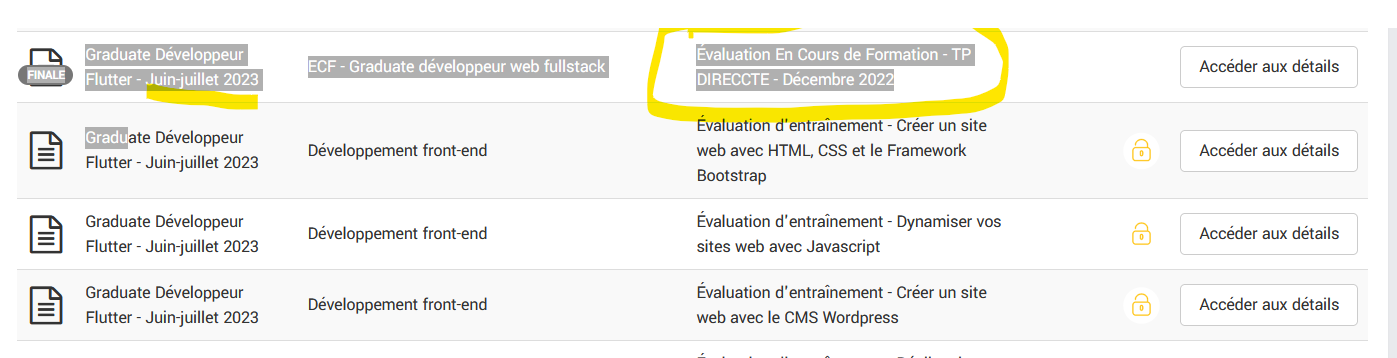 FINALE
Graduate Développeur
Flutter - Juin-juillet 2023
ECF - Graduate développeur web fullstack
Évaluation En Cours de Formation - TP
DIRECCTE - Décembre 2022
Accéder aux détails
Graduate Développeur
Flutter - Juin-juillet 2023
Développement front-end
Évaluation d'entraînement - Créer un site
web avec HTML, CSS et le Framework
Bootstrap
Accéder aux détails
Graduate Développeur
Flutter - Juin-juillet 2023
Développement front-end
Évaluation d'entraînement - Dynamiser vos
sites web avec Javascript
Accéder aux détails
Graduate Développeur
Flutter - Juin-juillet 2023
Développement front-end
Évaluation d'entraînement - Créer un site
web avec le CMS Wordpress
Accéder aux détails